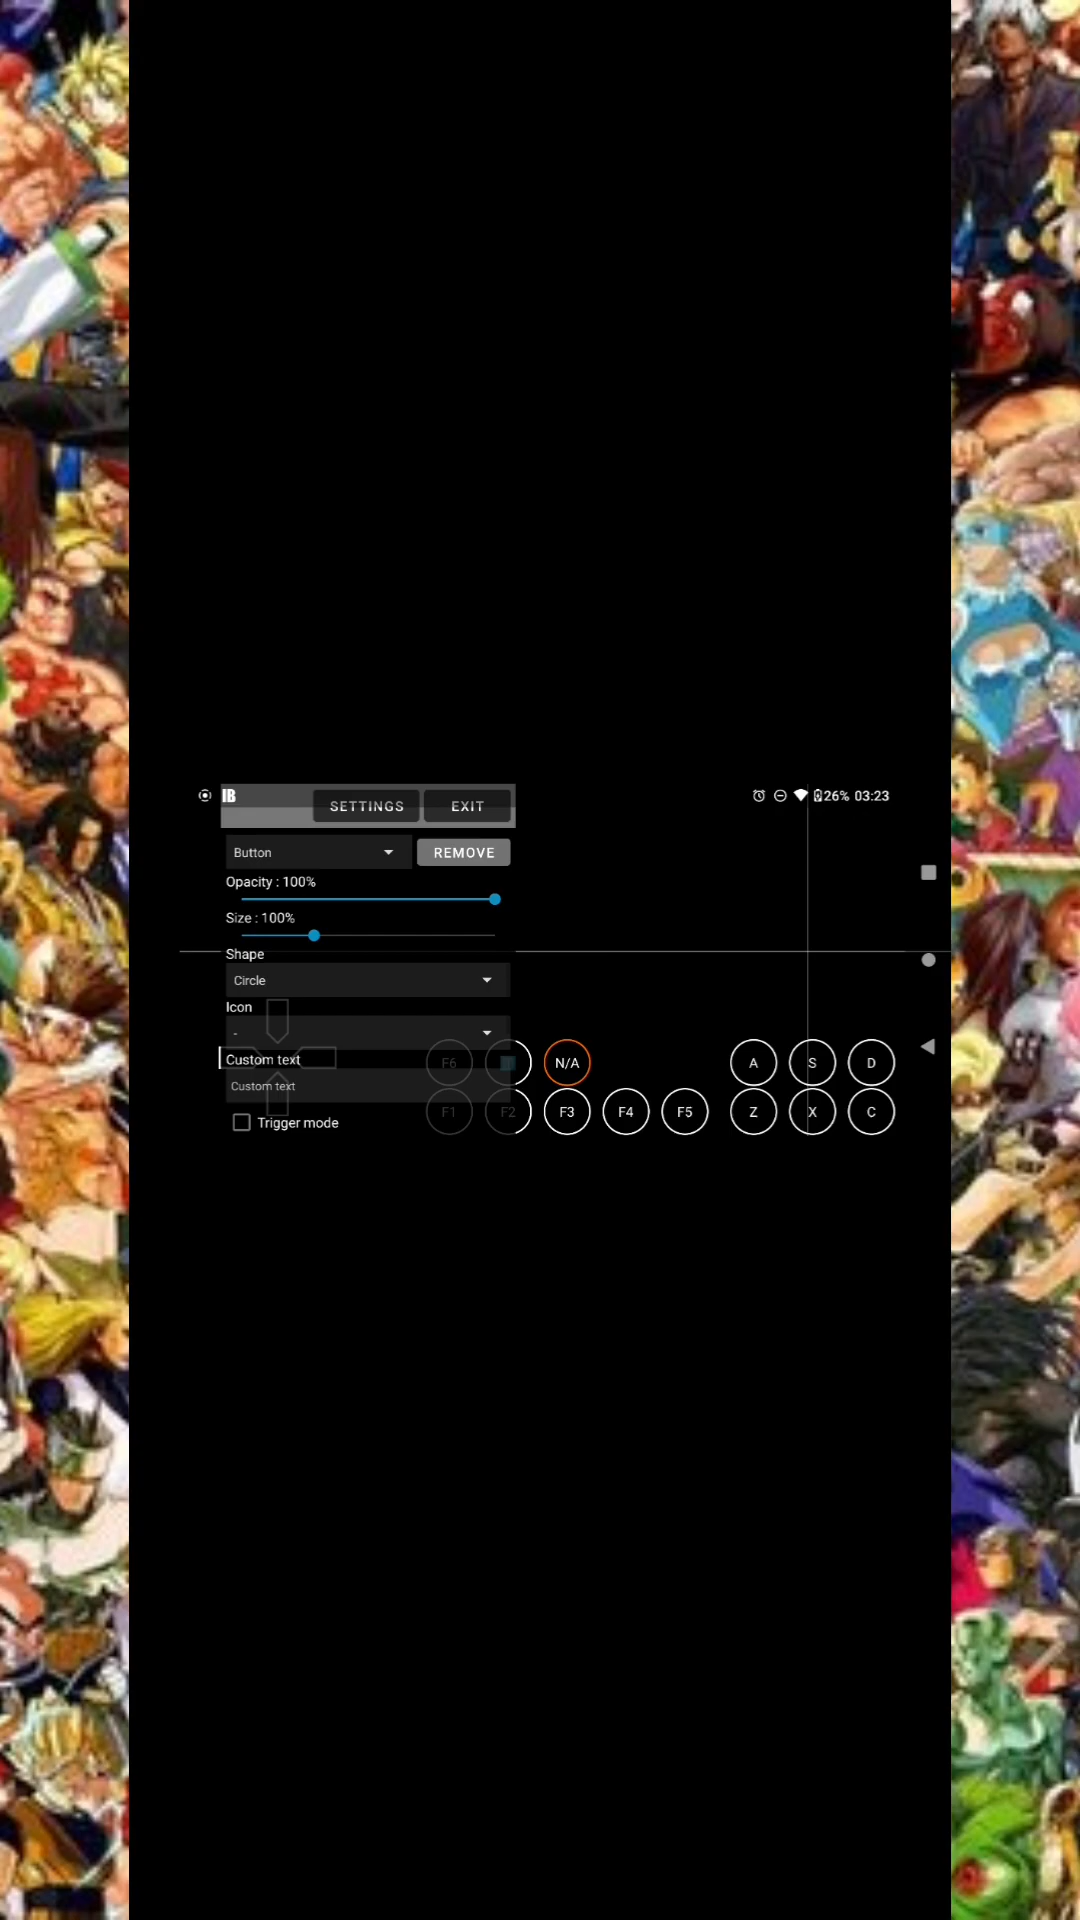 IB
SETTINGS
EXIT
26% 03:23
Button
REMOVE
Opacity : 100%
Size : 100%
Shape
Circle
Icon
-
Custom text
F6
N/A
A
S
D
Custom text
F1
F2
F3
F4
F5
Z
X
C
Trigger mode